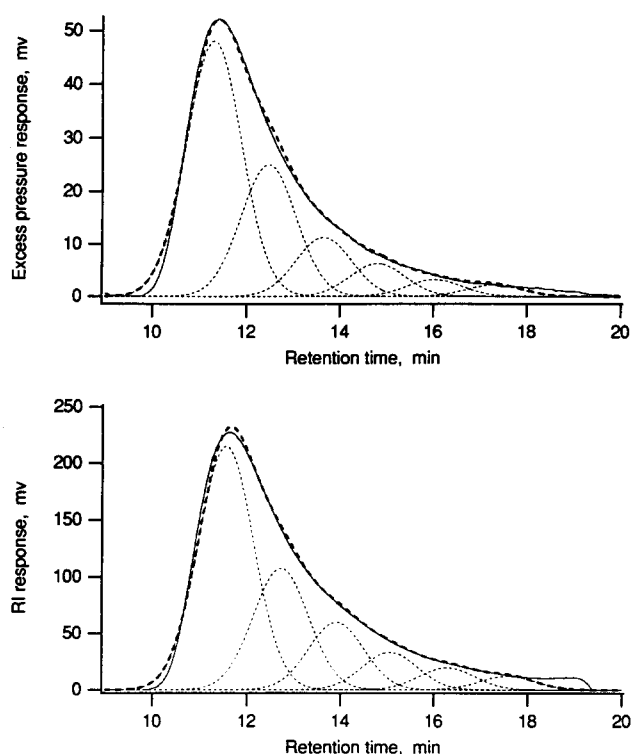 Excess pressure response, mv
50
40
30
20
10
0
10 12 14 16 18 20
Retention time, min
RI response, mv
250
200
150
100
50
0
10 12 14 16 18 20
Retention time, min